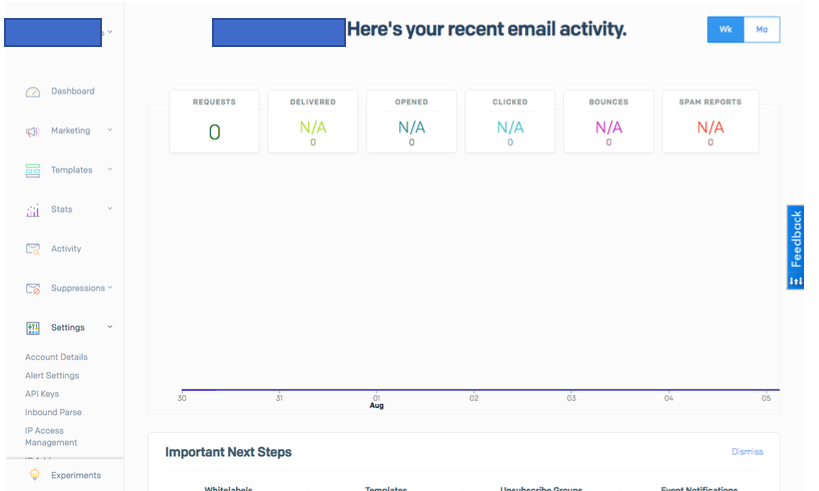 Here's your recent email activity.
Wk
Mo
Dashboard
Marketing
Templates
Stats
Activity
Suppressions
Settings
Account Details
Alert Settings
API Keys
Inbound Parse
IP Access
Management
Experiments
REQUESTS
0
DELIVERED
N/A
0
OPENED
N/A
0
CLICKED
N/A
0
BOUNCES
N/A
0
SPAM REPORTS
N/A
0
30
31
01
Aug
02
03
04
05
Feedback
Important Next Steps
Dismiss
Whitelabels
Templates
Unsubscribe Groups
Event Notifications